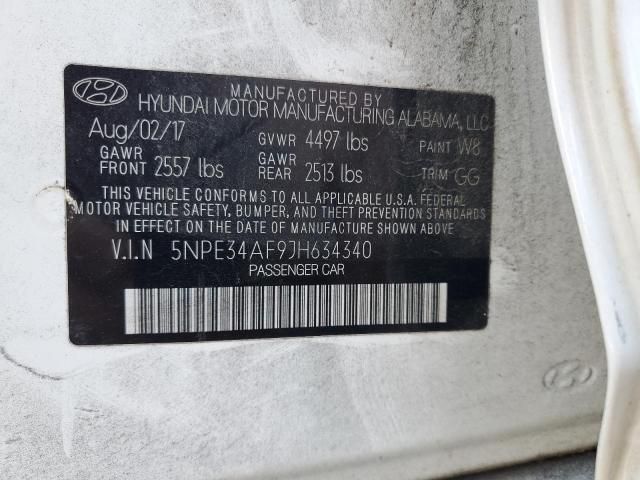 MANUFACTURED BY
HYUNDAI MOTOR MANUFACTURING ALABAMA, LLC
Aug/02/17 GVWR 4497 lbs PAINT W8
GAWR FRONT 2557 lbs GAWR REAR 2513 lbs TRIM GG
THIS VEHICLE CONFORMS TO ALL APPLICABLE U.S.A. FEDERAL
MOTOR VEHICLE SAFETY, BUMPER, AND THEFT PREVENTION STANDARDS
IN EFFECT ON THE DATE OF MANUFACTURE SHOWN ABOVE.
V.I.N 5NPE34AF9JH634340
PASSENGER CAR